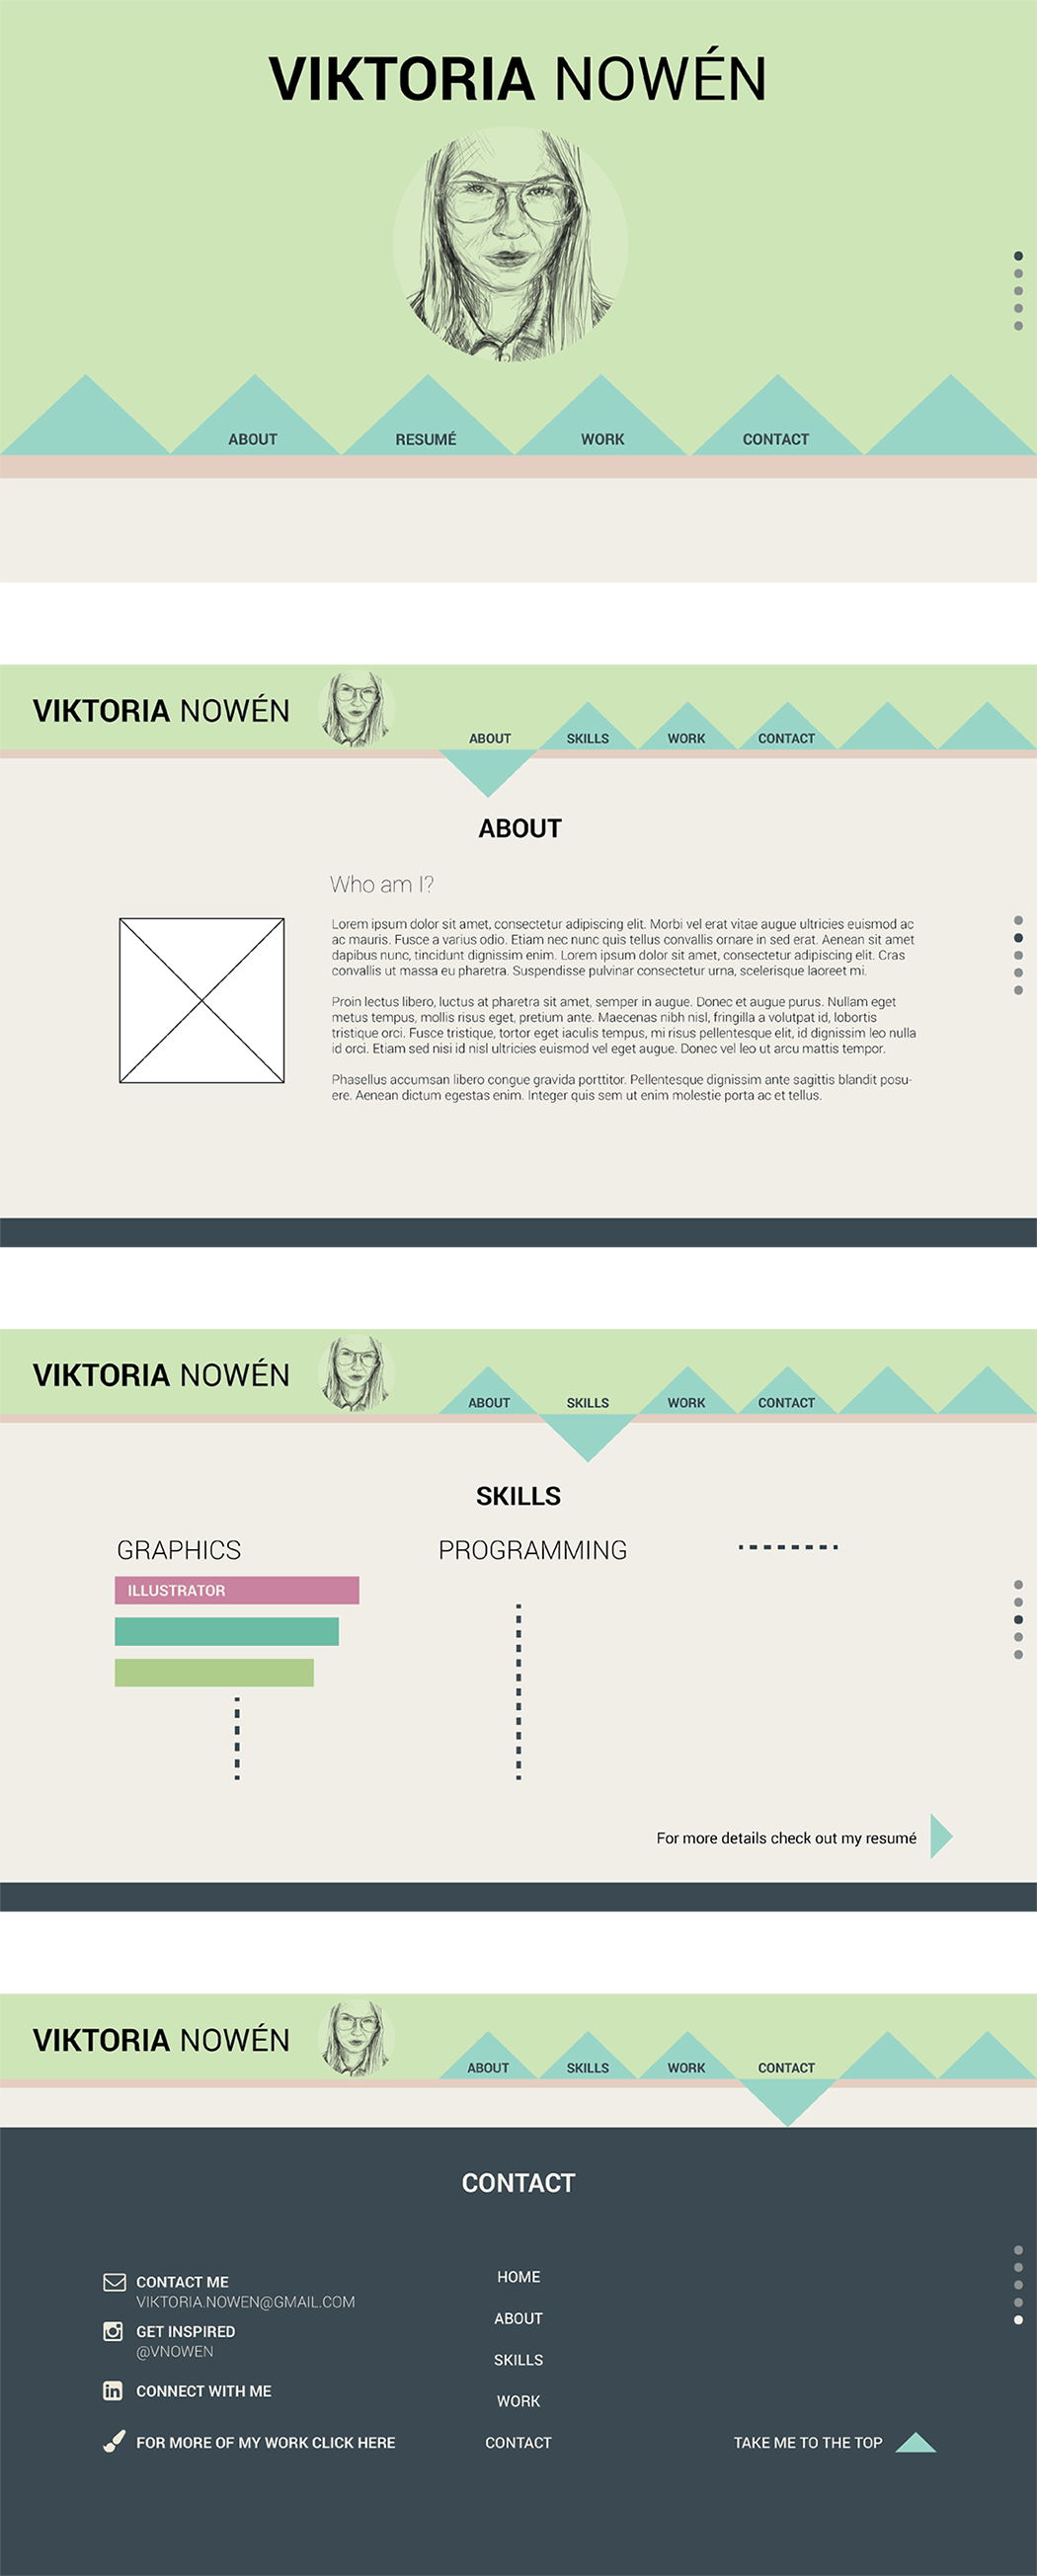 VIKTORIA NOWÉN
ABOUT
RESUMÉ
WORK
CONTACT
VIKTORIA NOWÉN
ABOUT
SKILLS
WORK
CONTACT
ABOUT
Who am I?
Lorem ipsum dolor sit amet, consectetur adipiscing elit. Morbi vel erat vitae augue ultricies euismod ac
ac mauris. Fusce a varius odio. Etiam nec nunc quis tellus convallis ornare in sed erat. Aenean sit amet
dapibus nunc, tincidunt dignissim enim. Lorem ipsum dolor sit amet, consectetur adipiscing elit. Cras
convallis ut massa eu pharetra. Suspendisse pulvinar consectetur urna, scelerisque laoreet mi.
Proin lectus libero, luctus at pharetra sit amet, semper in augue. Donec et augue purus. Nullam eget
metus tempus, mollis risus eget, pretium ante. Maecenas nibh nisl, fringilla a volutpat id, lobortis
tristique orci. Fusce tristique, tortor eget iaculis tempus, mi risus pellentesque elit, id dignissim leo nulla
id orci. Etiam sed nisi id nisl ultricies euismod vel eget augue. Donec vel leo ut arcu mattis tempor.
Phasellus accumsan libero congue gravida porttitor. Pellentesque dignissim ante sagittis blandit posu-
ere. Aenean dictum egestas enim. Integer quis sem ut enim molestie porta ac et tellus.
VIKTORIA NOWÉN
ABOUT
SKILLS
WORK
CONTACT
SKILLS
GRAPHICS
ILLUSTRATOR
PROGRAMMING
For more details check out my resumé
VIKTORIA NOWÉN
ABOUT
SKILLS
WORK
CONTACT
CONTACT
CONTACT ME
VIKTORIA.NOWEN@GMAIL.COM
GET INSPIRED
@VNOWEN
CONNECT WITH ME
FOR MORE OF MY WORK CLICK HERE
HOME
ABOUT
SKILLS
WORK
CONTACT
TAKE ME TO THE TOP